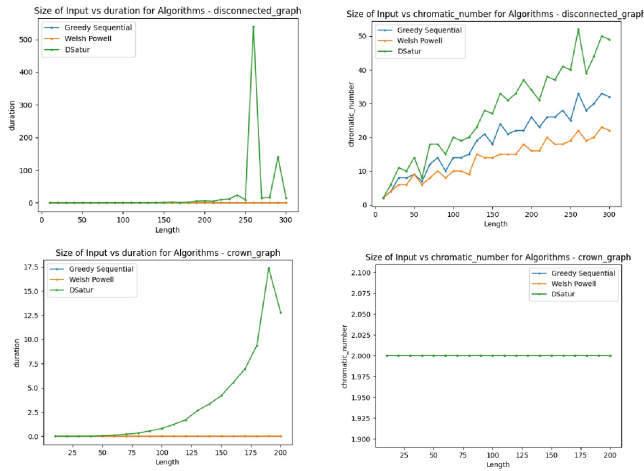 Size of Input vs duration for Algorithms - disconnected_graph
Greedy Sequential
Welsh Powell
DSatur
500
400
300
200
100
0
duration
0 50 100 150 200 250 300
Length
Size of Input vs chromatic_number for Algorithms - disconnected_graph
Greedy Sequential
Welsh Powell
DSatur
50
40
30
20
10
0
chromatic_number
0 50 100 150 200 250 300
Length
Size of Input vs duration for Algorithms - crown_graph
Greedy Sequential
Welsh Powell
DSatur
17.5
15.0
12.5
10.0
7.5
5.0
2.5
0.0
duration
25 50 75 100 125 150 175 200
Length
Size of Input vs chromatic_number for Algorithms - crown_graph
Greedy Sequential
Welsh Powell
DSatur
2.100
2.075
2.050
2.025
2.000
1.975
1.950
1.925
1.900
chromatic_number
25 50 75 100 125 150 175 200
Length